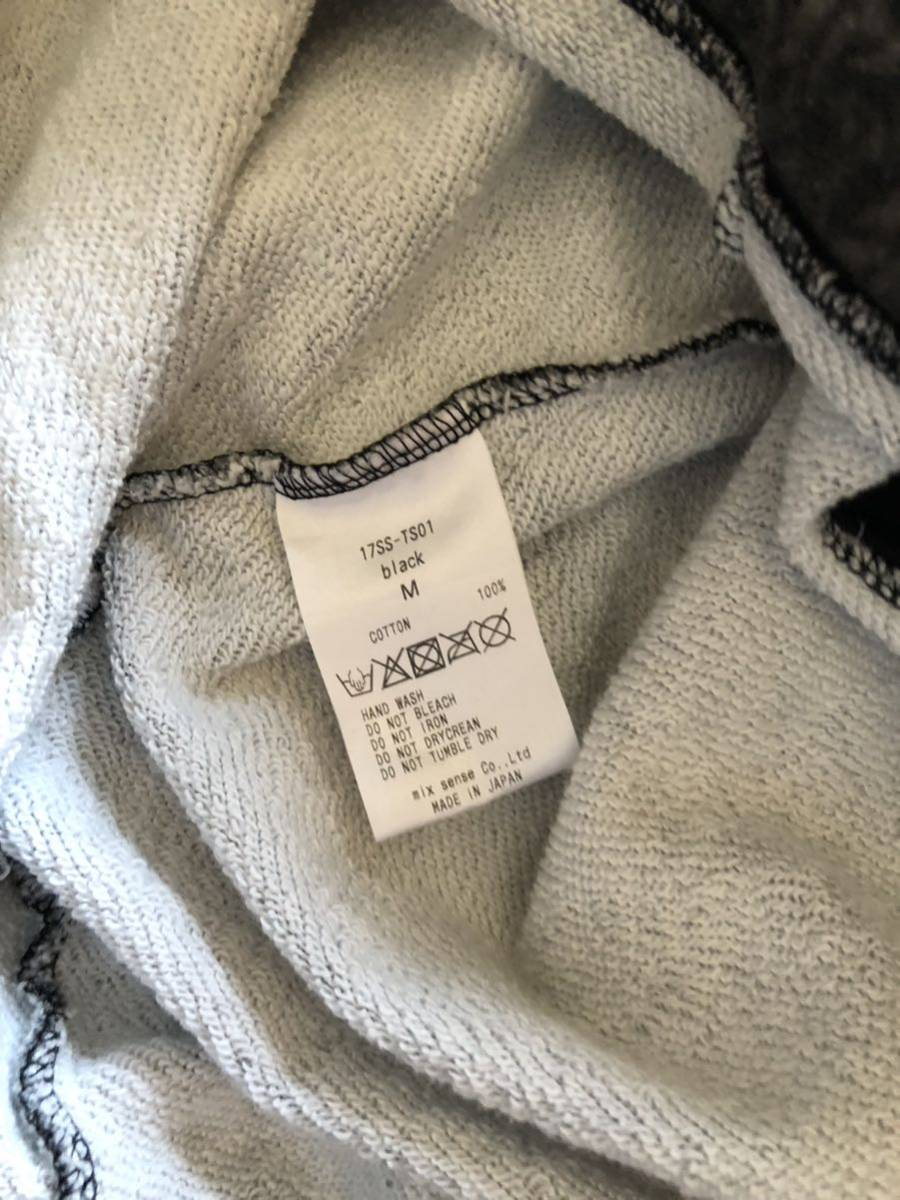 17SS-TS01
black
M
100%
COTTON
HAND WASH
DO NOT BLEACH
DO NOT IRON
DO NOT DRYCREAN
DO NOT TUMBLE DRY
mix sense Co.,Ltd
MADE IN JAPAN